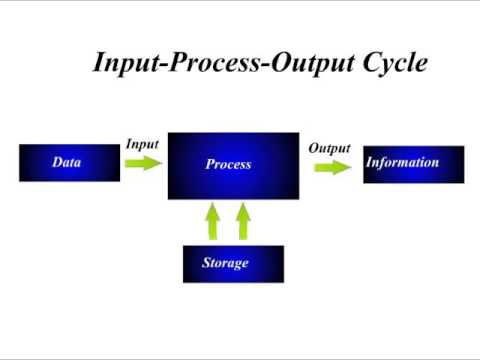 Input-Process-Output Cycle
Input
Output
Data
Process
Information
Storage